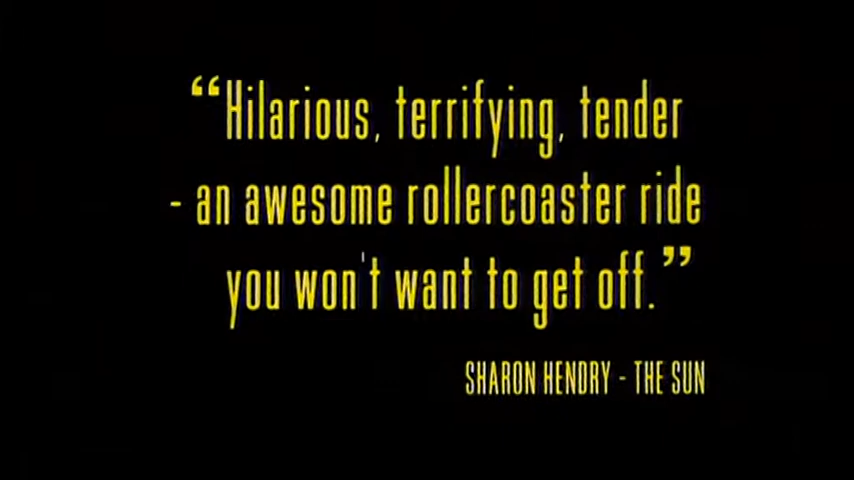 “Hilarious, terrifying, tender
- an awesome rollercoaster ride
you won't want to get off.”
SHARON HENDRY - THE SUN